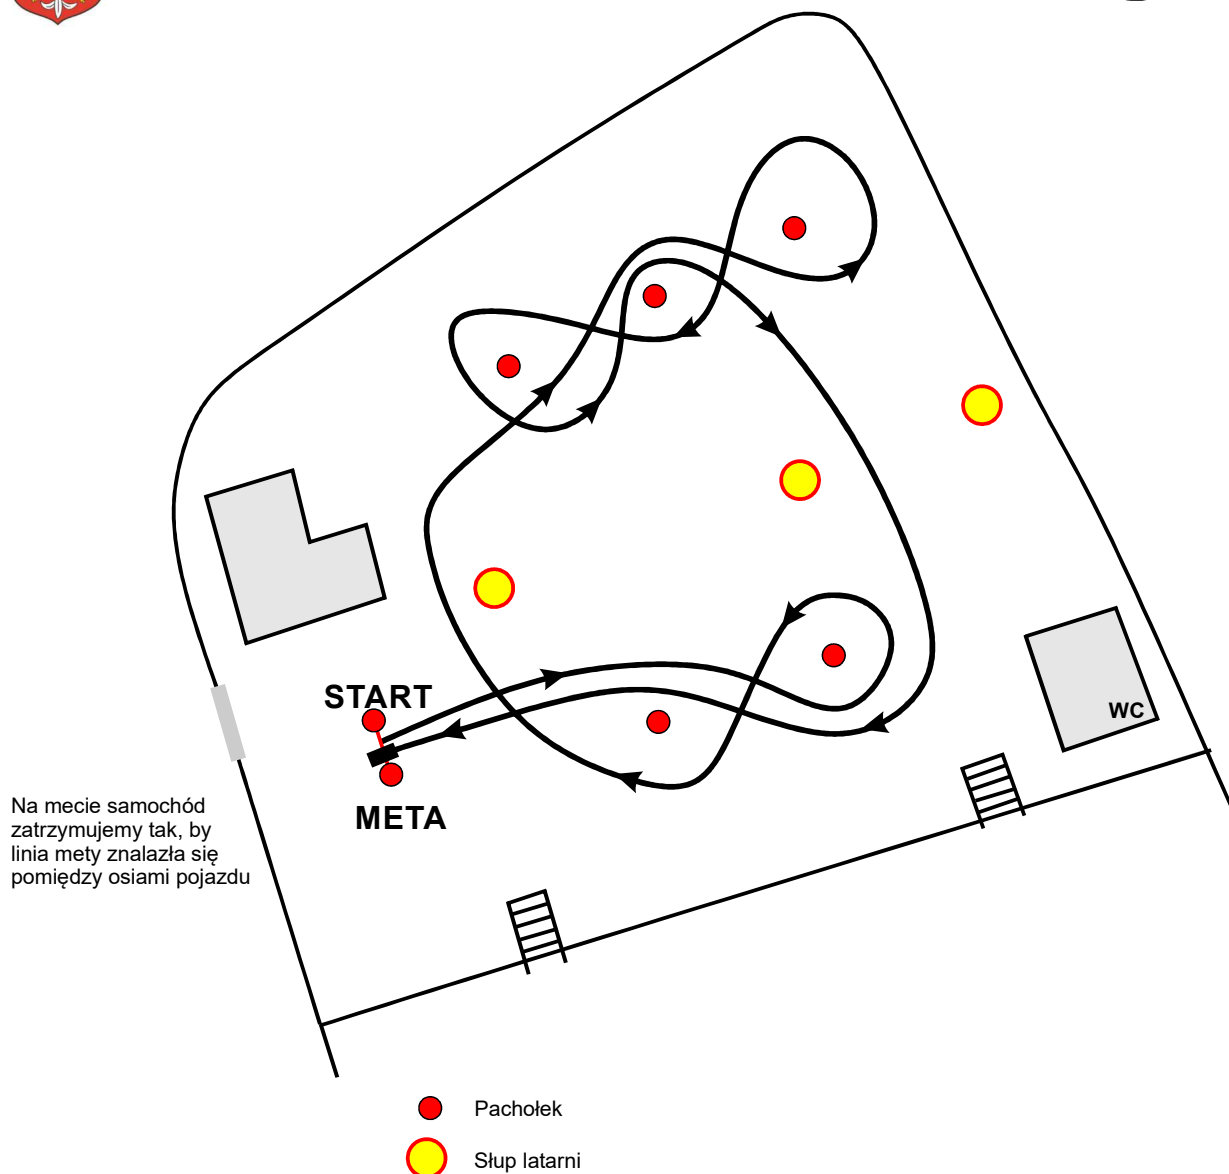 START
WC
META
Na mecie samochód
zatrzymujemy tak, by
linia mety znalazła się
pomiędzy osiami pojazdu
Pachołek
Słup latarni